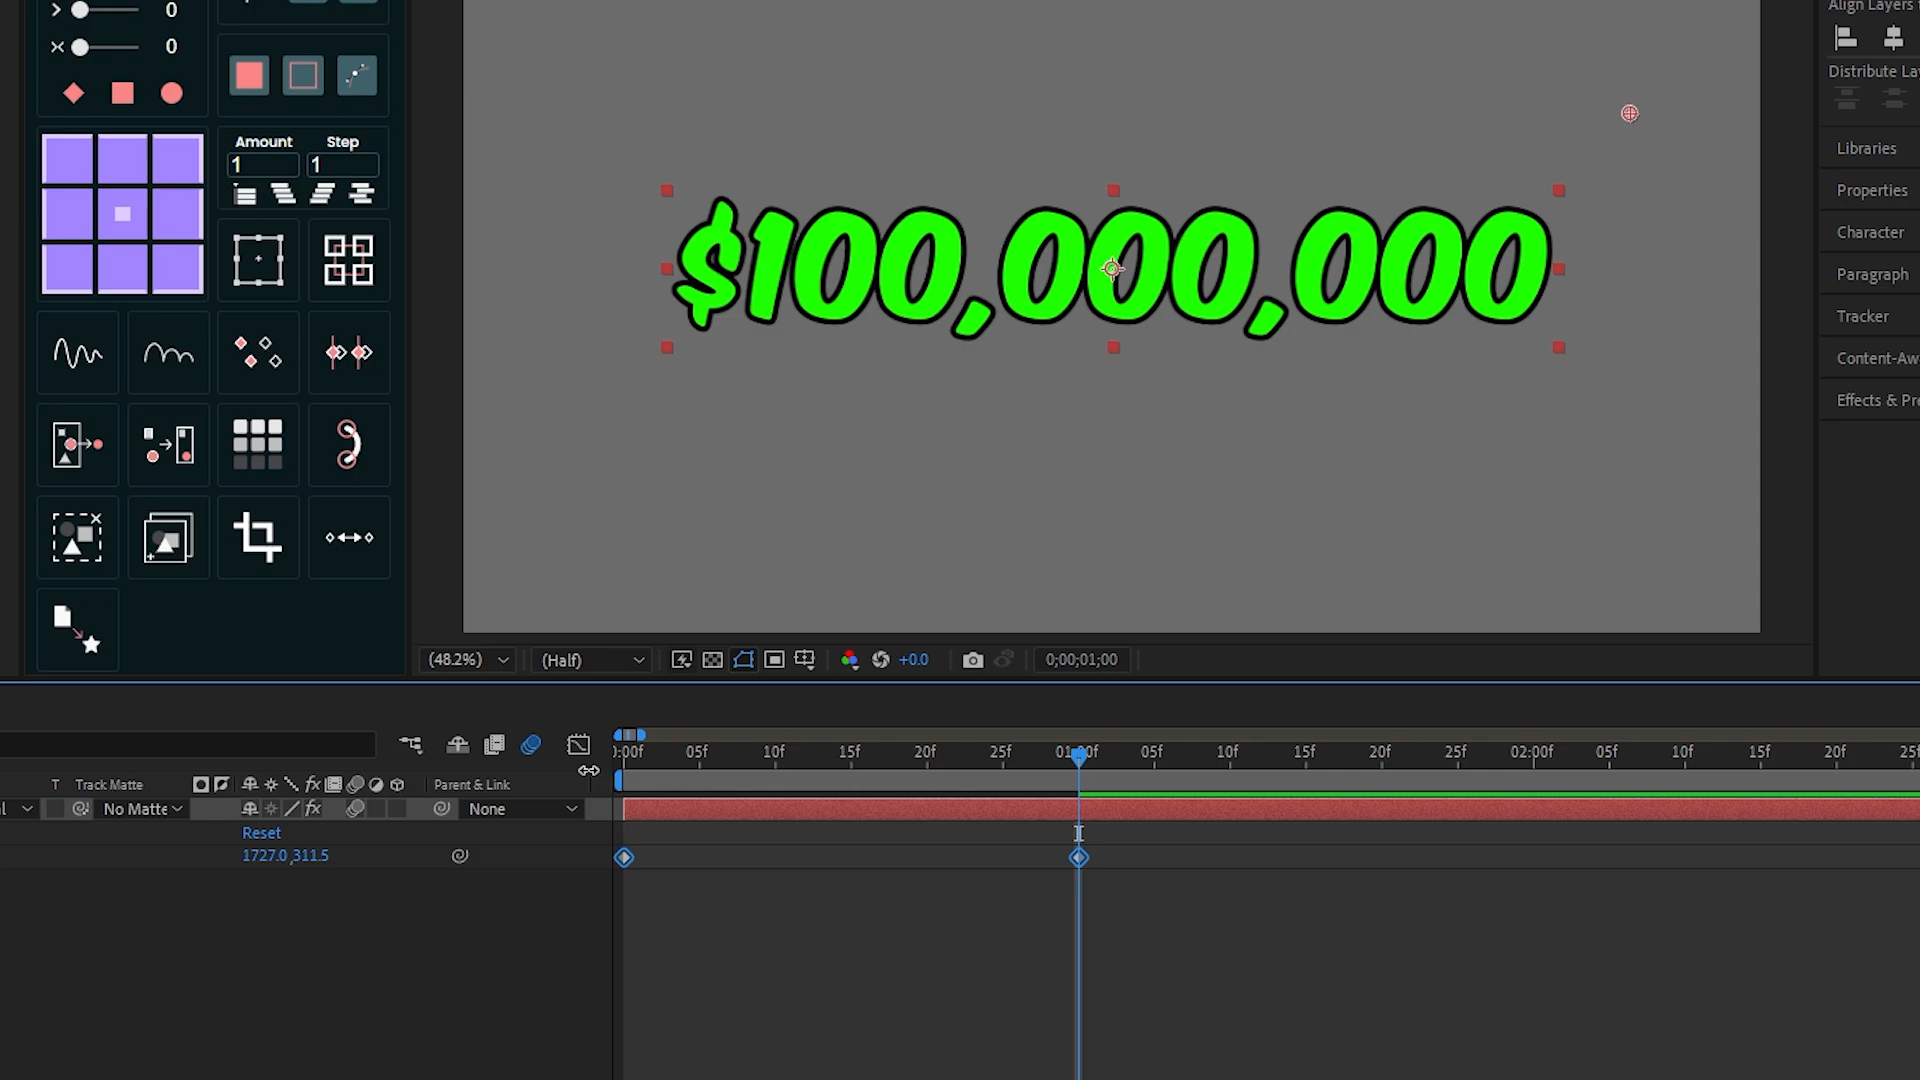 0
0
Amount
Step
1
1
$100,000,000
Align Layers
Distribute La
Libraries
Properties
Character
Paragraph
Tracker
Content-Aw
Effects & Pre
(48.2%)
(Half)
+0.0
0;00;01;00
0:00f
05f
10f
15f
20f
25f
01:00f
05f
10f
15f
20f
25f
02:00f
05f
10f
15f
20f
25f
T
Track Matte
fx
Parent & Link
No Matte
fx
None
Reset
1727.0,311.5